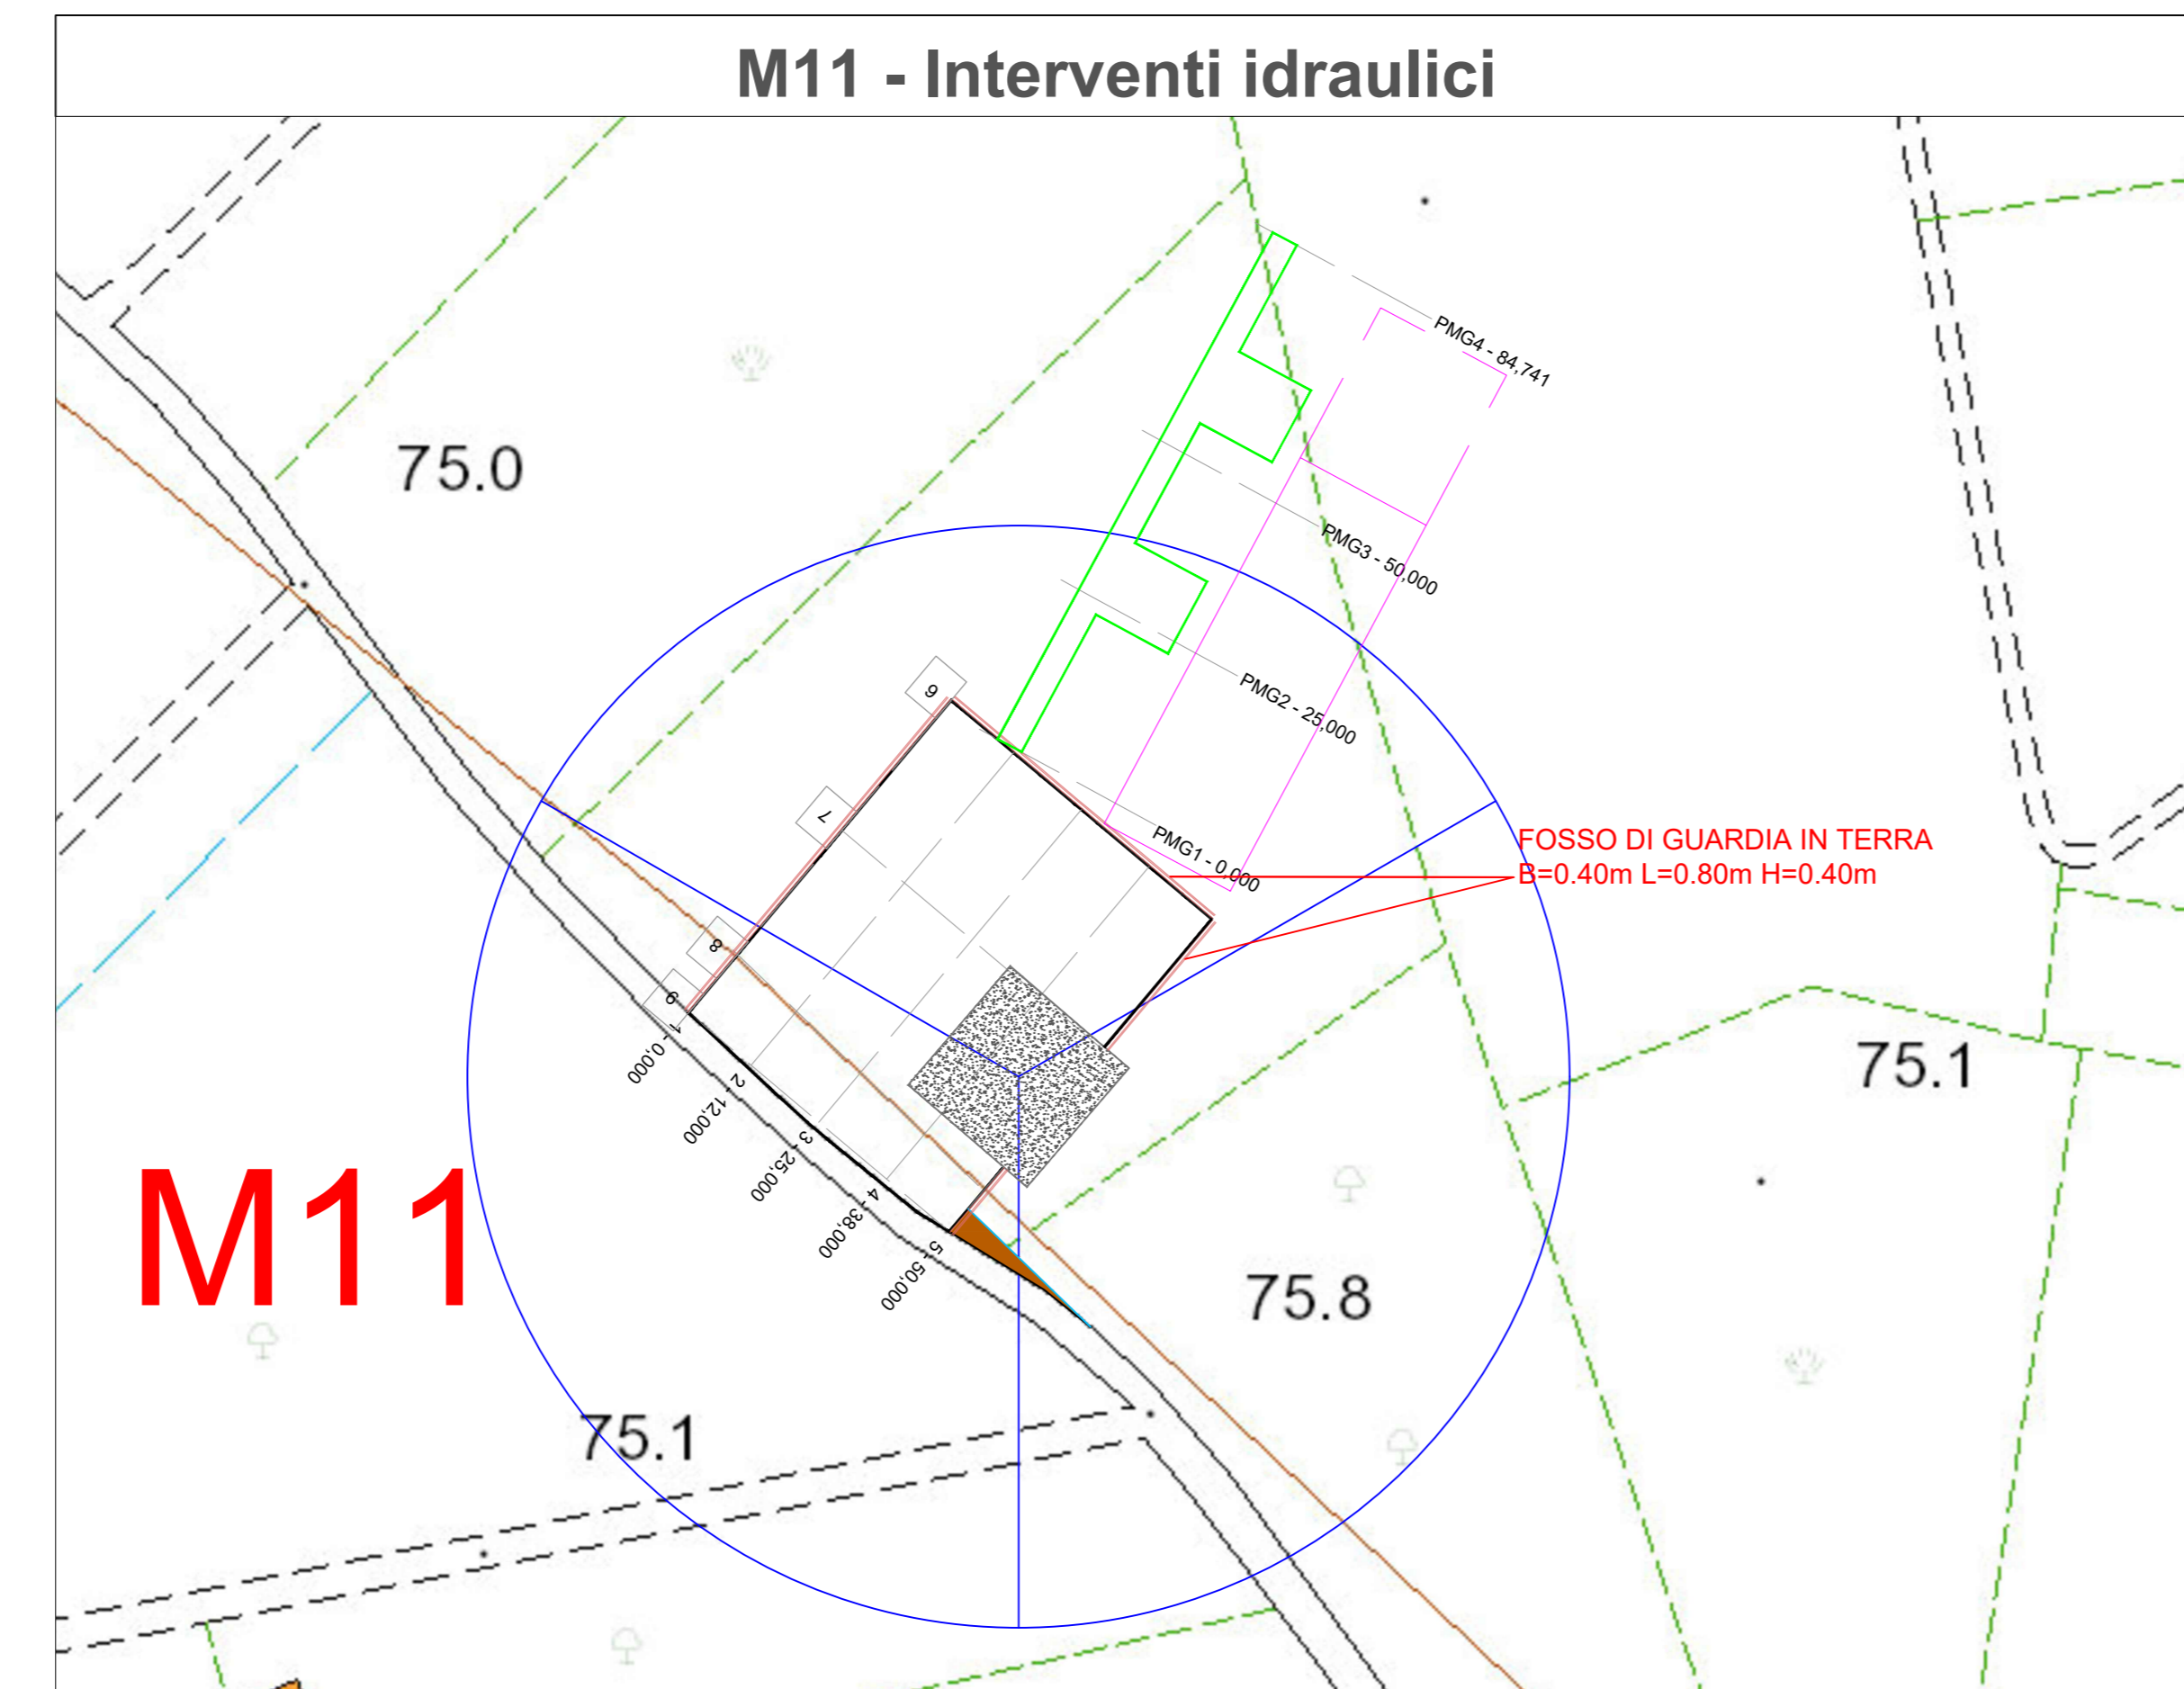 M11 - Interventi idraulici
PMG4 - 84,741
75.0
PMG3 - 50,000
6
PMG2 - 25,000
7
PMG1 - 0,000
FOSSO DI GUARDIA IN TERRA
B=0.40m L=0.80m H=0.40m
8
9
1 - 0,000
2 - 12,000
3 - 25,000
4 - 38,000
5 - 50,000
75.1
M11
75.8
75.1